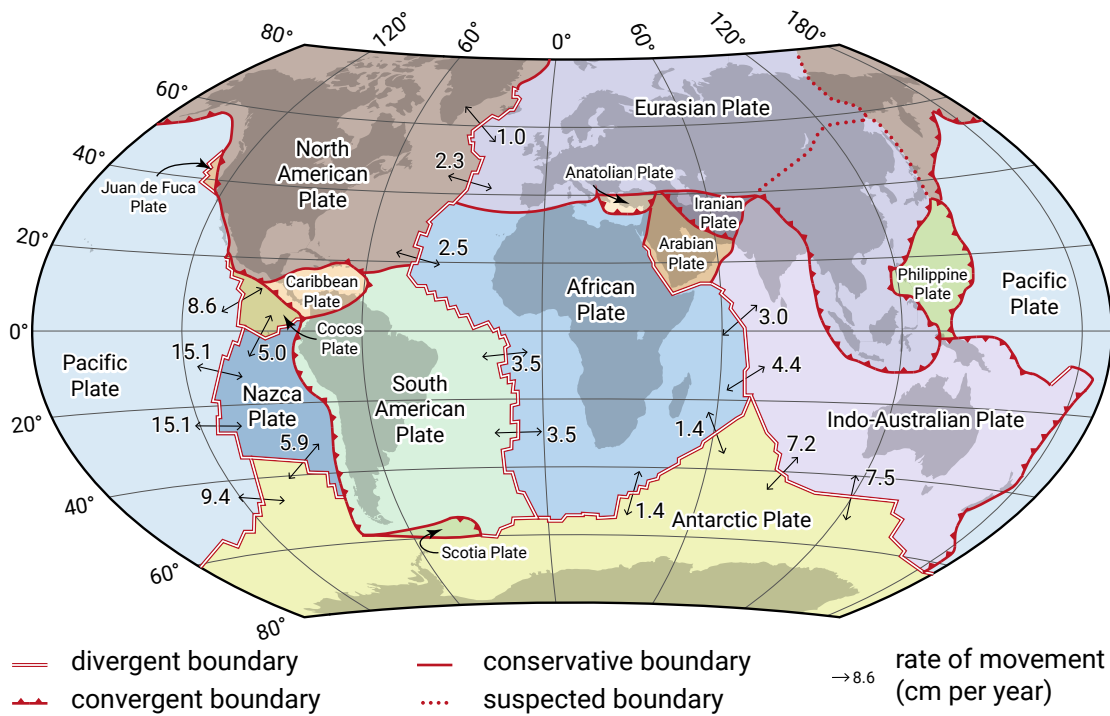 80° 120° 60° 0° 60° 120° 180°
60°
40°
20°
0°
20°
40°
60°
80°
Eurasian Plate
1.0
North
American
Plate
2.3
Anatolian Plate
Juan de Fuca
Plate
Iranian
Plate
Arabian
Plate
2.5
Caribbean
Plate
African
Plate
Philippine
Plate
Pacific
Plate
8.6
Cocos
Plate
3.0
5.0
15.1
Pacific
Plate
3.5
4.4
Nazca
Plate
South
American
Plate
15.1
3.5
1.4
Indo-Australian Plate
5.9
7.2
7.5
9.4
1.4
Antarctic Plate
Scotia Plate
divergent boundary
convergent boundary
conservative boundary
suspected boundary
8.6
rate of movement
(cm per year)